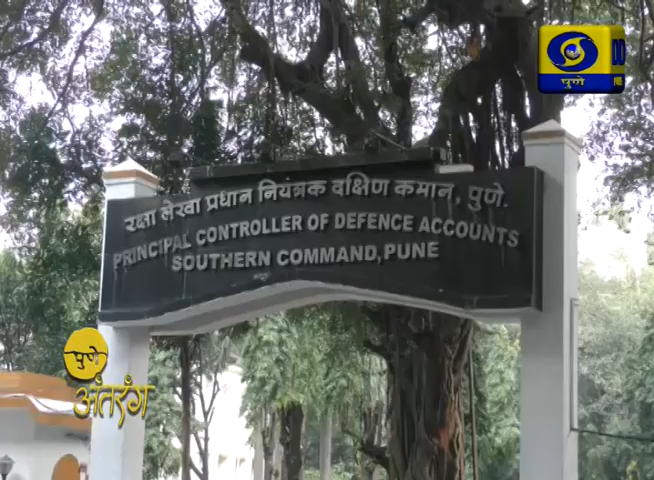 पुणे
रक्षा लेखा प्रधान नियंत्रक दक्षिण कमान, पुणे.
PRINCIPAL CONTROLLER OF DEFENCE ACCOUNTS
SOUTHERN COMMAND, PUNE
पुणे
अंतरंग